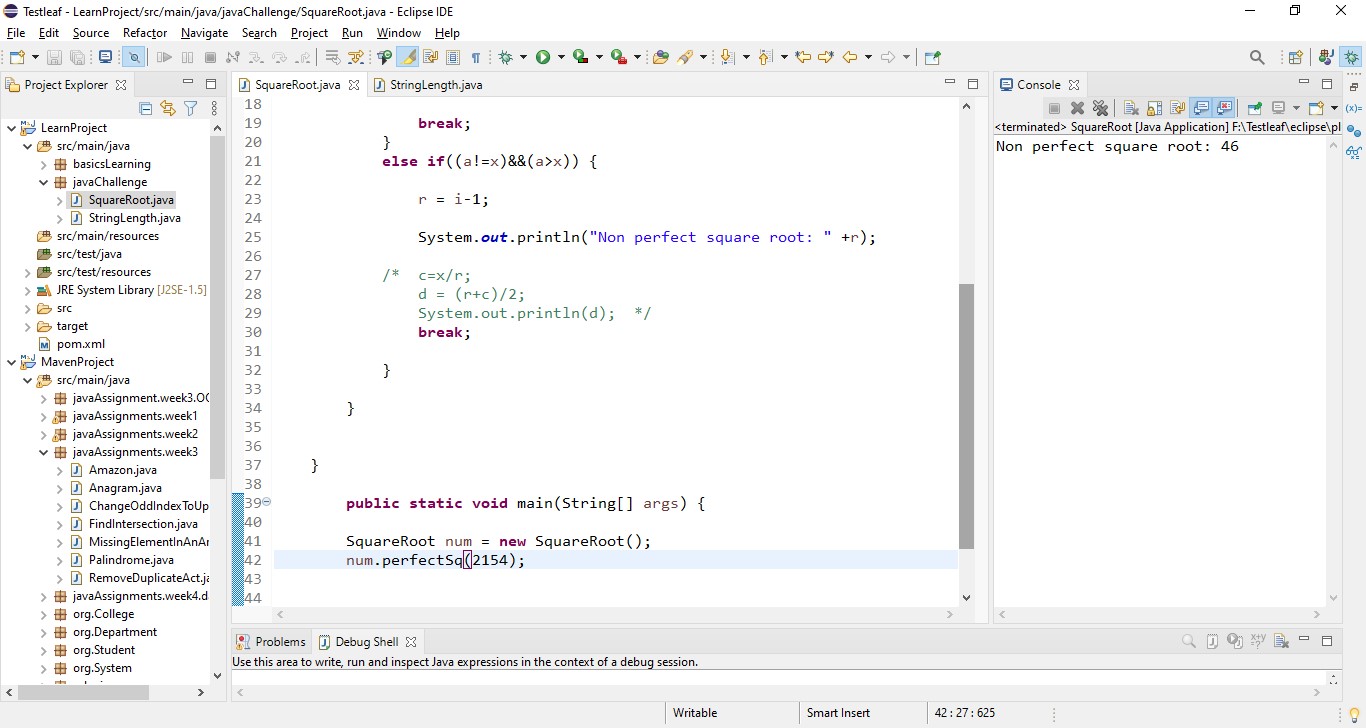 Testleaf - LearnProject/src/main/java/javaChallenge/SquareRoot.java - Eclipse IDE
File Edit Source Refactor Navigate Search Project Run Window Help
Project Explorer
LearnProject
src/main/java
basicsLearning
javaChallenge
SquareRoot.java
StringLength.java
src/main/resources
src/test/java
src/test/resources
JRE System Library [J2SE-1.5]
src
target
pom.xml
MavenProject
src/main/java
javaAssignment.week3.OC
javaAssignments.week1
javaAssignments.week2
javaAssignments.week3
Amazon.java
Anagram.java
ChangeOddIndexToUp
FindIntersection.java
MissingElementInAnAr
Palindrome.java
RemoveDuplicateAct.ja
javaAssignments.week4.d
org.College
org.Department
org.Student
org.System
SquareRoot.java StringLength.java
18
19 break;
20 }
21 else if((a!=x)&&(a>x)) {
22
23 r = i-1;
24
25 System.out.println("Non perfect square root: " +r);
26
27 /* c=x/r;
28 d = (r+c)/2;
29 System.out.println(d); */
30 break;
31
32 }
33
34 }
35
36
37 }
38
39 public static void main(String[] args) {
40
41 SquareRoot num = new SquareRoot();
42 num.perfectSq(2154);
43
44
Console
<terminated> SquareRoot [Java Application] F:\Testleaf\eclipse\pl
Non perfect square root: 46
Problems Debug Shell
Use this area to write, run and inspect Java expressions in the context of a debug session.
Writable Smart Insert 42 : 27 : 625